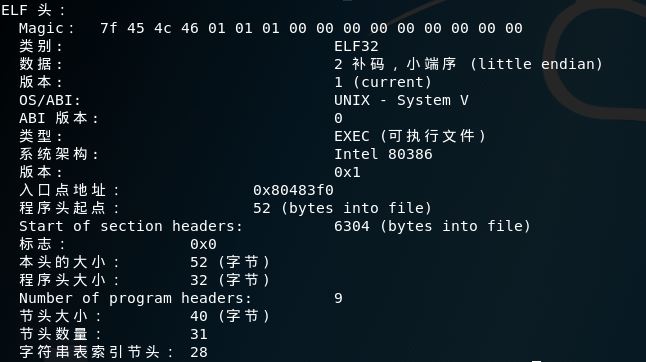 ELF 头：
Magic： 7f 45 4c 46 01 01 01 00 00 00 00 00 00 00 00 00
类别: ELF32
数据: 2 补码，小端序 (little endian)
版本: 1 (current)
OS/ABI: UNIX - System V
ABI 版本: 0
类型: EXEC (可执行文件)
系统架构: Intel 80386
版本: 0x1
入口点地址： 0x80483f0
程序头起点： 52 (bytes into file)
Start of section headers: 6304 (bytes into file)
标志： 0x0
本头的大小： 52 (字节)
程序头大小： 32 (字节)
Number of program headers: 9
节头大小： 40 (字节)
节头数量： 31
字符串表索引节头： 28